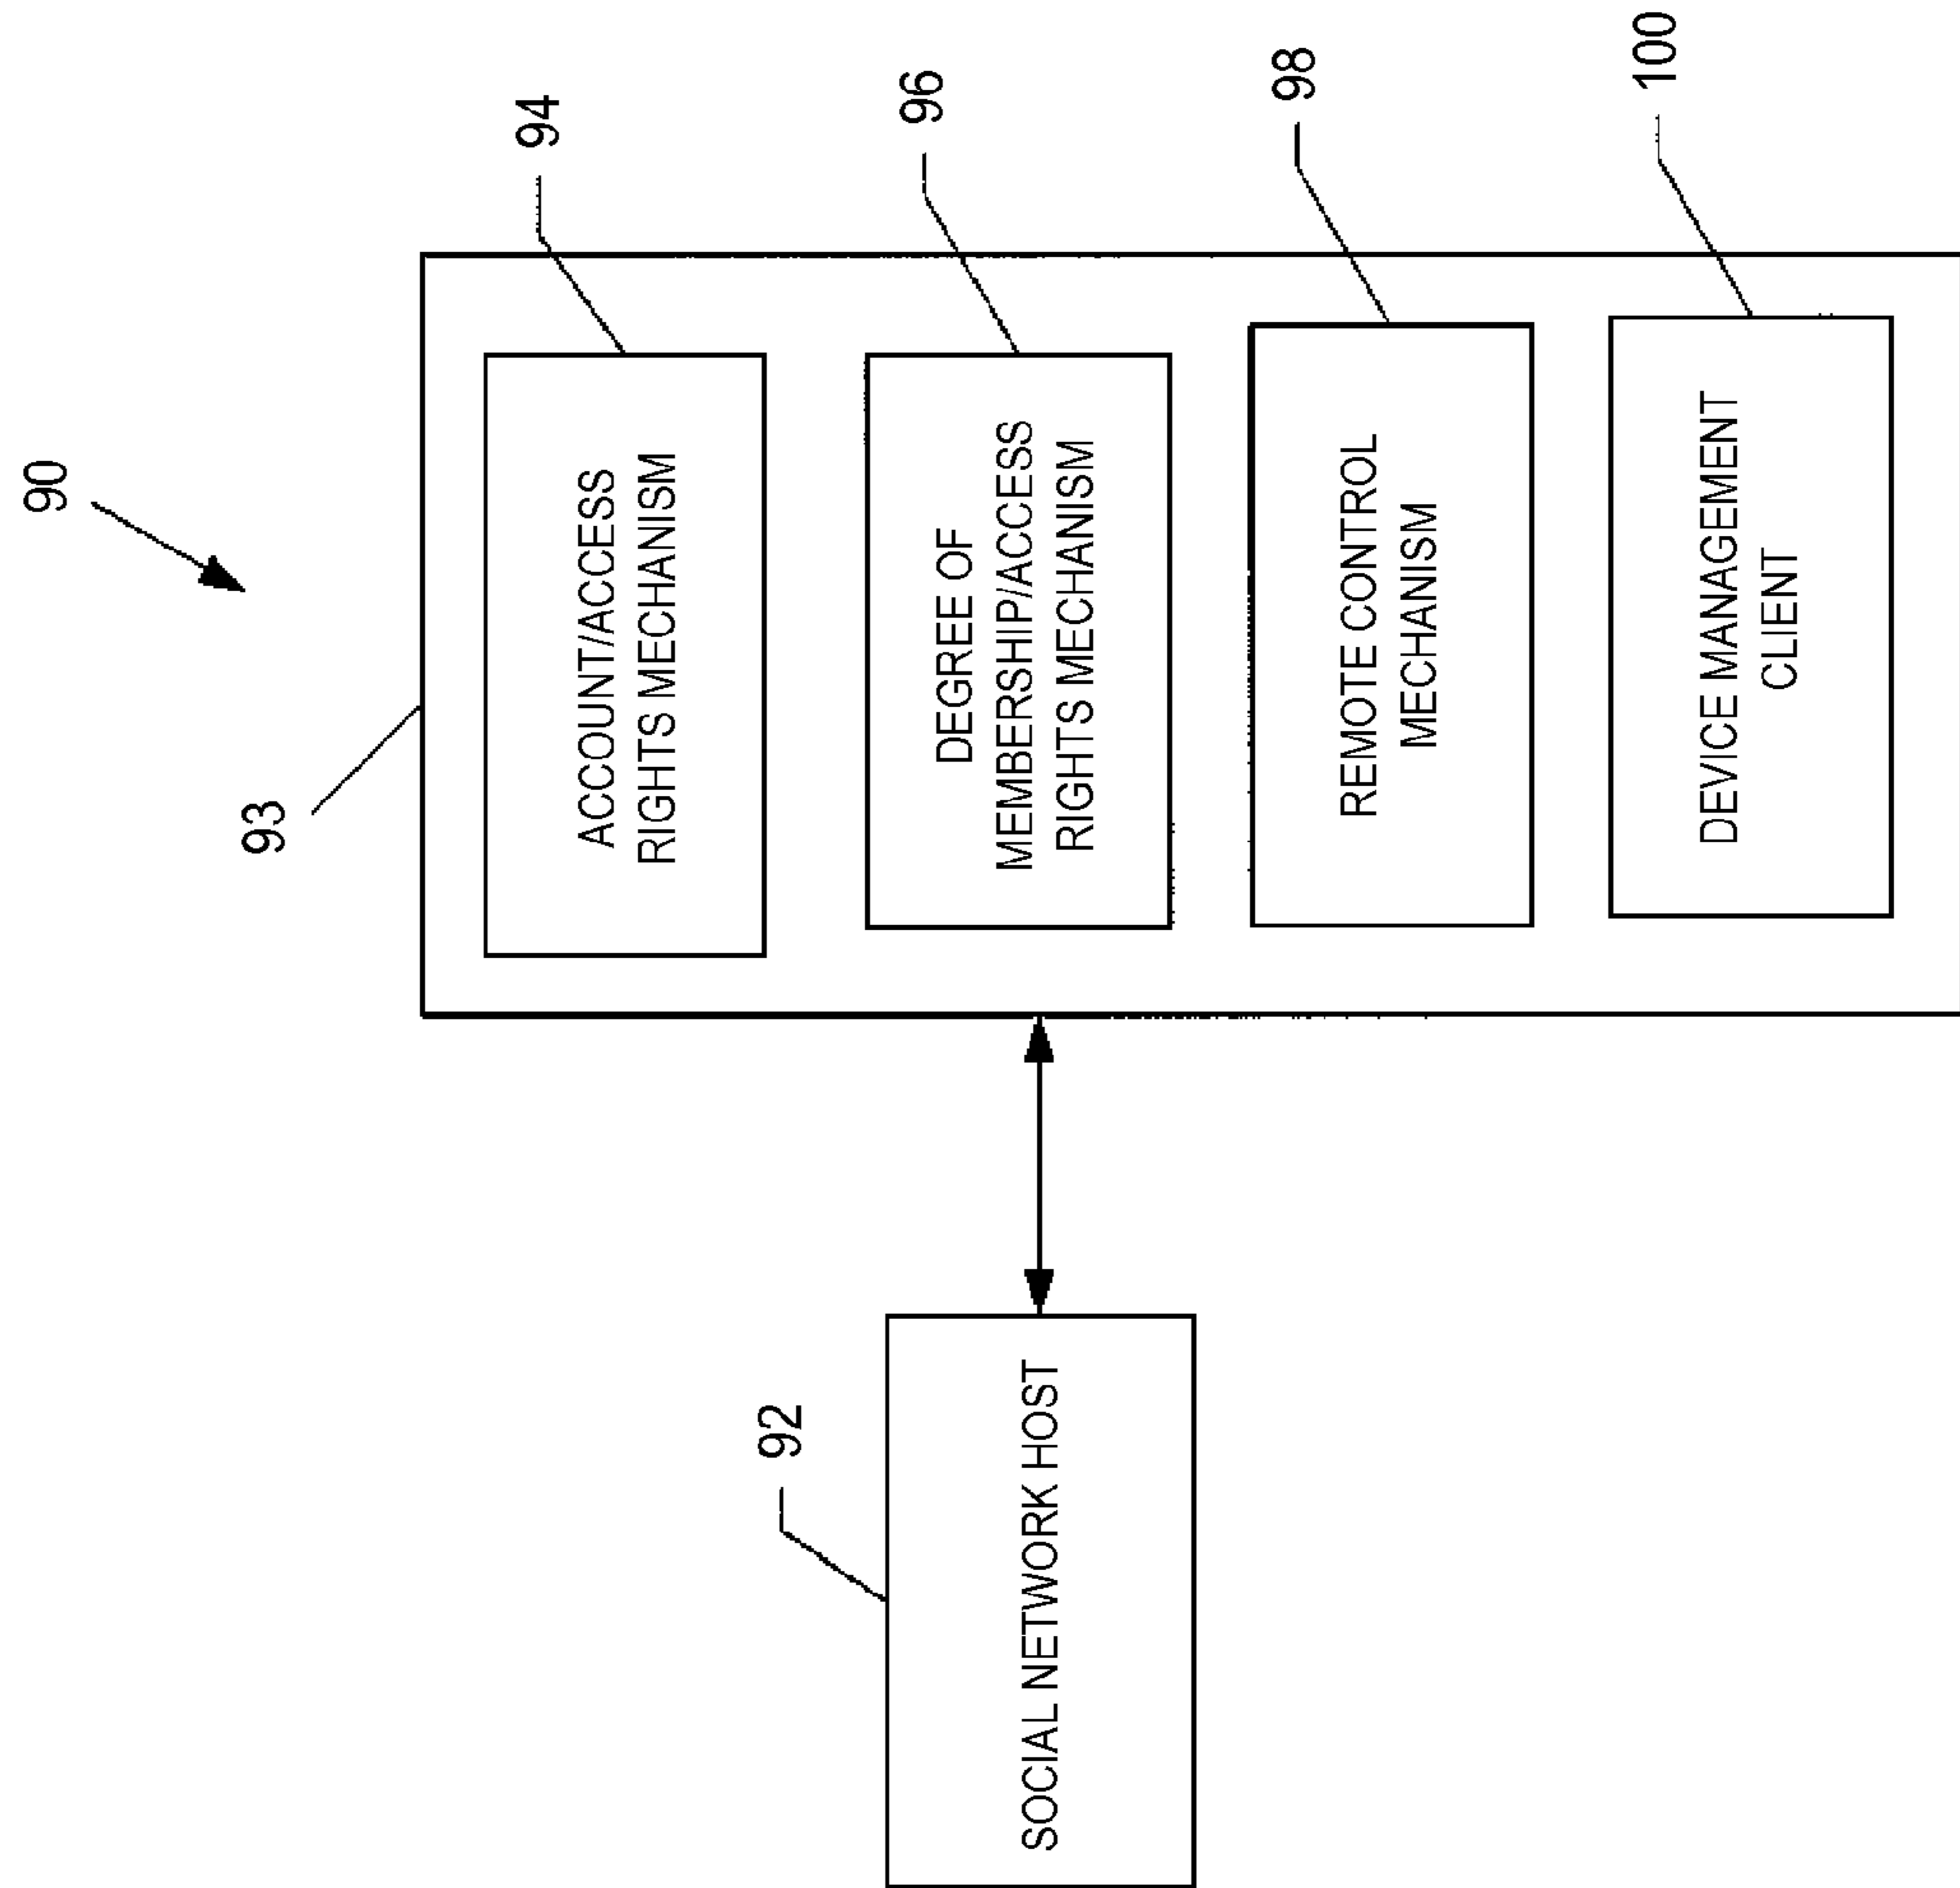 90
93
94
ACCOUNT/ACCESS
RIGHTS MECHANISM
96
DEGREE OF
MEMBERSHIP/ACCESS
RIGHTS MECHANISM
98
REMOTE CONTROL
MECHANISM
100
DEVICE MANAGEMENT
CLIENT
92
SOCIAL NETWORK HOST